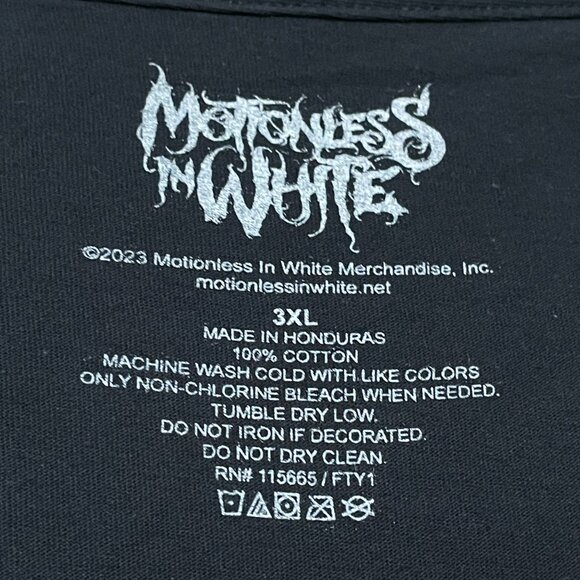 MOTIONLESS
IN WHITE
©2023 Motionless In White Merchandise, Inc.
motionlessinwhite.net
3XL
MADE IN HONDURAS
100% COTTON
MACHINE WASH COLD WITH LIKE COLORS
ONLY NON-CHLORINE BLEACH WHEN NEEDED.
TUMBLE DRY LOW.
DO NOT IRON IF DECORATED.
DO NOT DRY CLEAN.
RN# 115665 / FTY1